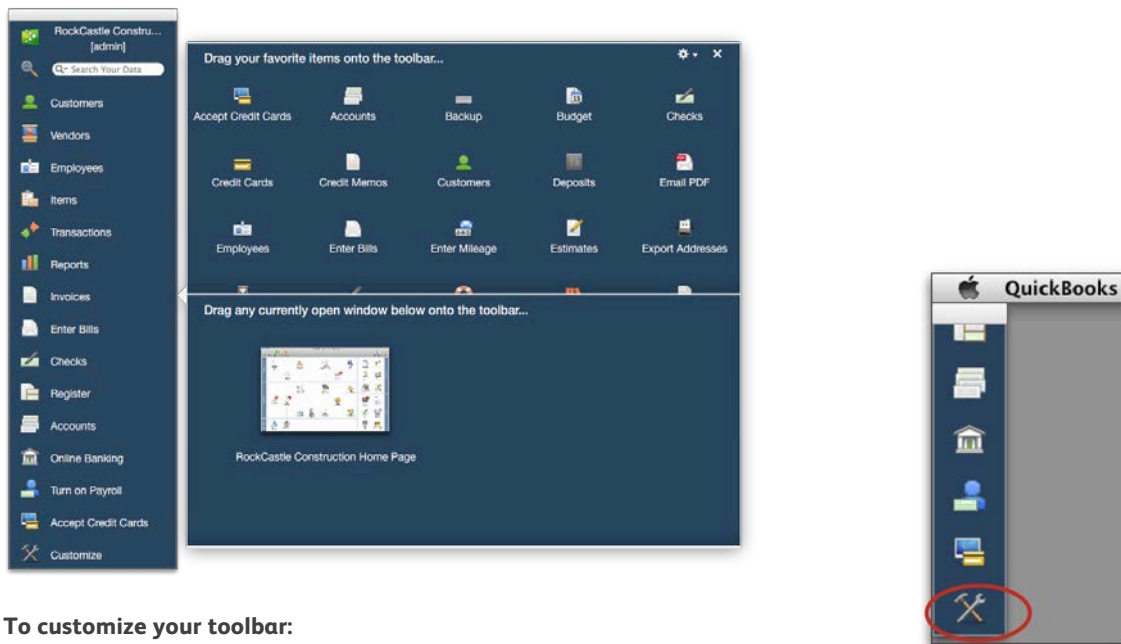 RockCastle Constru...
[admin]
Search Your Data
Customers
Vendors
Employees
Items
Transactions
Reports
Invoices
Enter Bills
Checks
Register
Accounts
Online Banking
Turn on Payroll
Accept Credit Cards
Customize
Drag your favorite items onto the toolbar...
Accept Credit Cards Accounts Backup Budget Checks
Credit Cards Credit Memos Customers Deposits Email PDF
Employees Enter Bills Enter Mileage Estimates Export Addresses
Drag any currently open window below onto the toolbar...
RockCastle Construction Home Page
QuickBooks
To customize your toolbar: